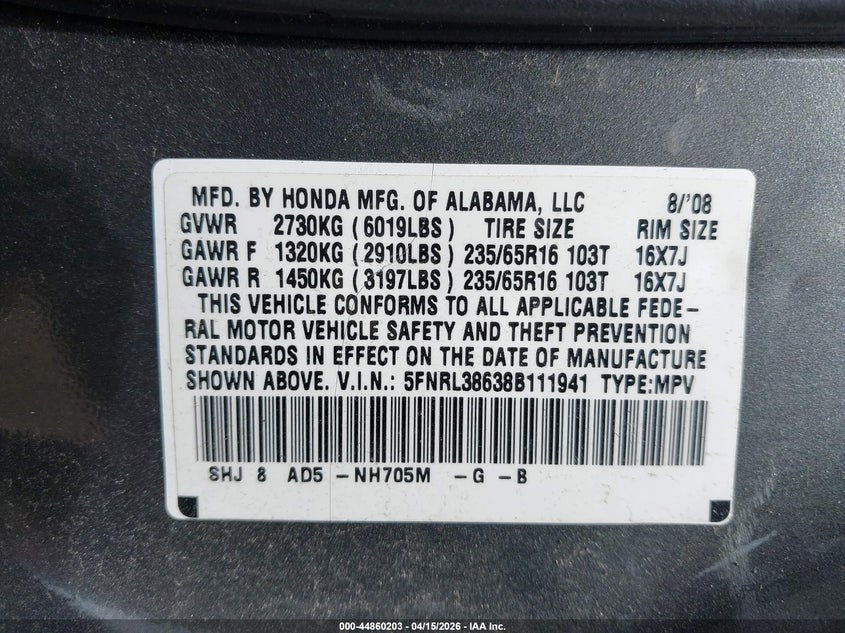 MFD. BY HONDA MFG. OF ALABAMA, LLC 8/'08
GVWR 2730KG (6019LBS) TIRE SIZE RIM SIZE
GAWR F 1320KG (2910LBS) 235/65R16 103T 16X7J
GAWR R 1450KG (3197LBS) 235/65R16 103T 16X7J
THIS VEHICLE CONFORMS TO ALL APPLICABLE FEDE-
RAL MOTOR VEHICLE SAFETY AND THEFT PREVENTION
STANDARDS IN EFFECT ON THE DATE OF MANUFACTURE
SHOWN ABOVE. V.I.N.: 5FNRL38638B111941 TYPE:MPV
SHJ 8 AD5 -NH705M -G -B
000-44860203 - 04/15/2026 - IAA Inc.